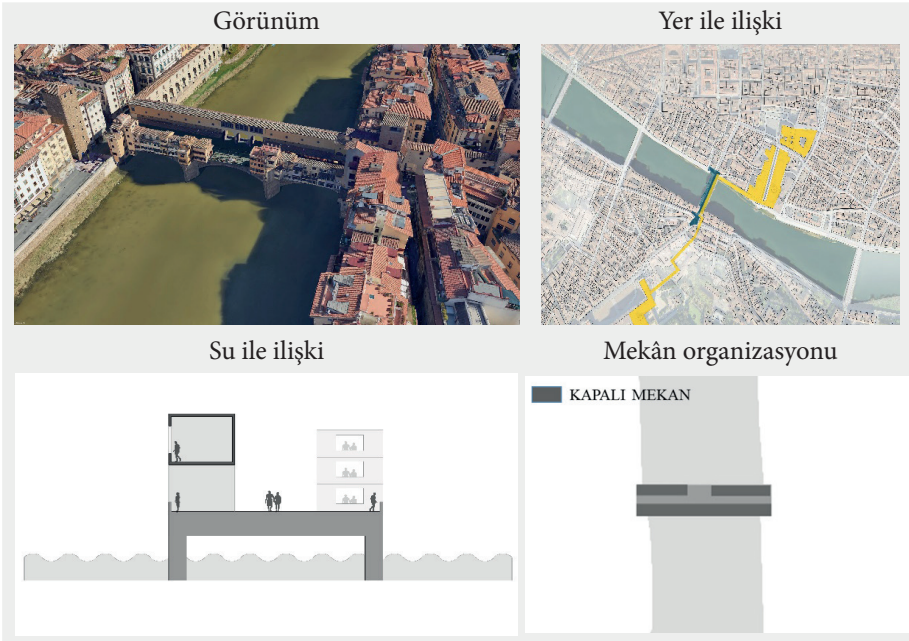 Görünüm
Yer ile ilişki
Su ile ilişki
Mekân organizasyonu
KAPALI MEKAN